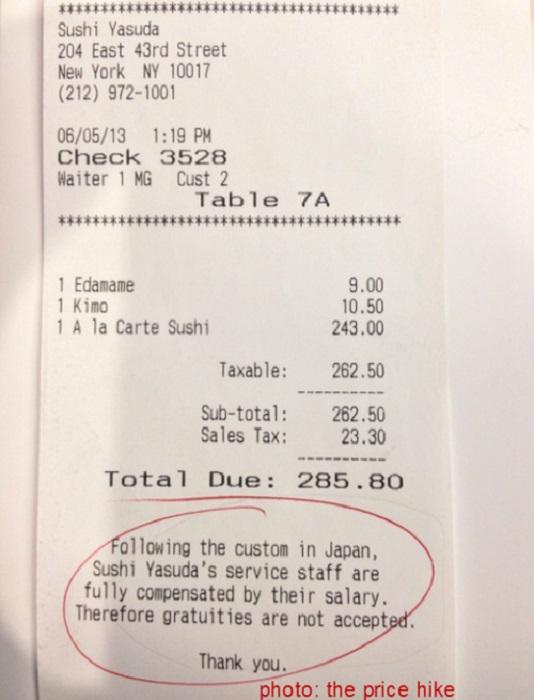 ****************************************
Sushi Yasuda
204 East 43rd Street
New York NY 10017
(212) 972-1001
06/05/13 1:19 PM
Check 3528
Waiter 1 MG Cust 2
Table 7A
****************************************
1 Edamame 9.00
1 Kimo 10.50
1 A la Carte Sushi 243.00
Taxable: 262.50
----------
Sub-total: 262.50
Sales Tax: 23.30
----------
Total Due: 285.80
Following the custom in Japan,
Sushi Yasuda's service staff are
fully compensated by their salary.
Therefore gratuities are not accepted.
Thank you.
photo: the price hike